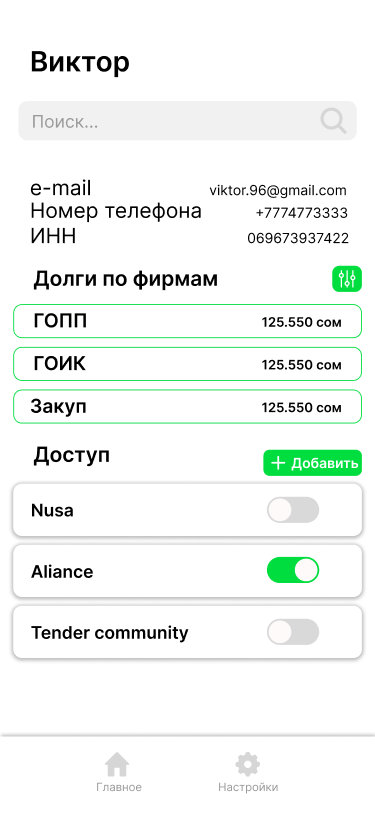 Виктор
Поиск...
e-mail viktor.96@gmail.com
Номер телефона +7774773333
ИНН 069673937422
Долги по фирмам
ГОПП 125.550 сом
ГОИК 125.550 сом
Закуп 125.550 сом
Доступ + Добавить
Nusa
Aliance
Tender community
Главное Настройки